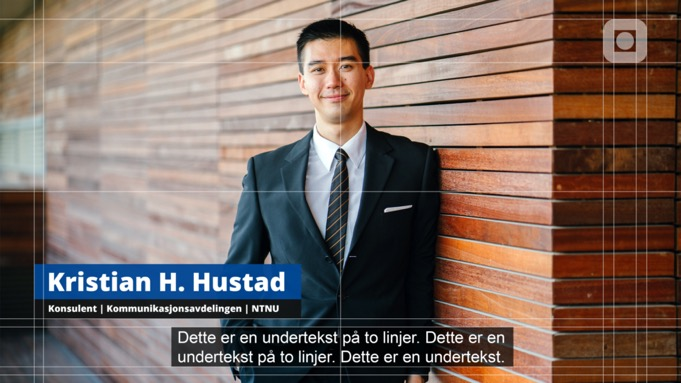 Kristian H. Hustad
Konsulent | Kommunikasjonsavdelingen | NTNU
Dette er en undertekst på to linjer. Dette er en
undertekst på to linjer. Dette er en undertekst.